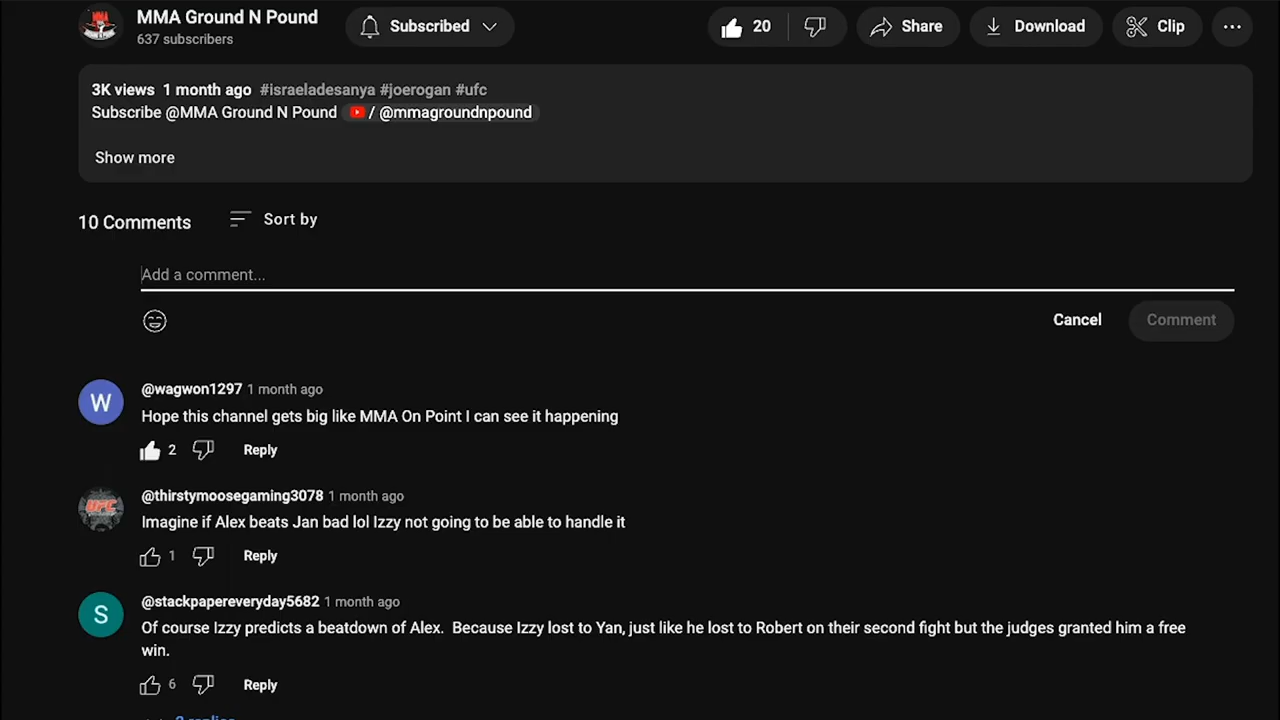 MMA Ground N Pound
637 subscribers
Subscribed
20
Share
Download
Clip
3K views 1 month ago #israeladesanya #joerogan #ufc
Subscribe @MMA Ground N Pound / @mmagroundnpound
Show more
10 Comments
Sort by
Add a comment...
Cancel
Comment
W
@wagwon1297 1 month ago
Hope this channel gets big like MMA On Point I can see it happening
2
Reply
UFC
@thirstymoosegaming3078 1 month ago
Imagine if Alex beats Jan bad lol Izzy not going to be able to handle it
1
Reply
S
@stackpapereveryday5682 1 month ago
Of course Izzy predicts a beatdown of Alex. Because Izzy lost to Yan, just like he lost to Robert on their second fight but the judges granted him a free
win.
6
Reply